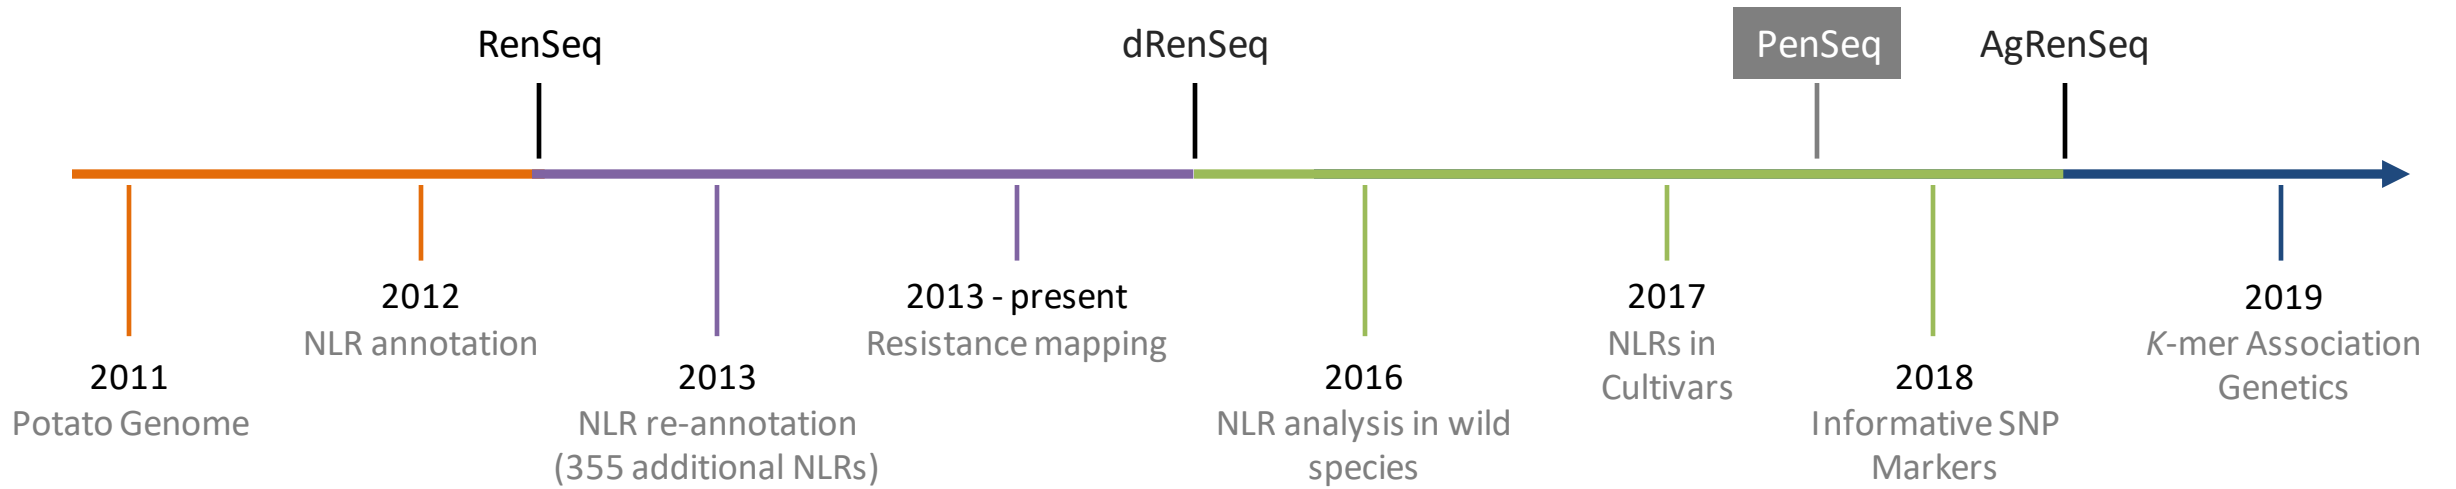 RenSeq
dRenSeq
PenSeq
AgRenSeq
2011
Potato Genome
2012
NLR annotation
2013
NLR re-annotation
(355 additional NLRs)
2013 - present
Resistance mapping
2016
NLR analysis in wild
species
2017
NLRs in
Cultivars
2018
Informative SNP
Markers
2019
K-mer Association
Genetics